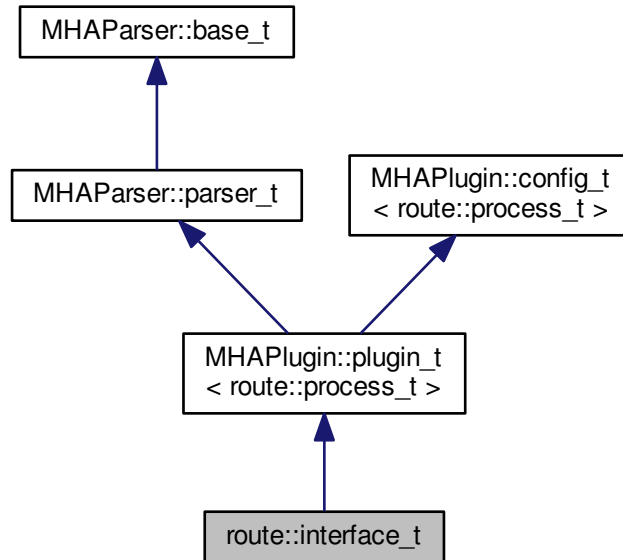 MHAParser::base_t
MHAParser::parser_t
MHAPlugin::config_t
< route::process_t >
MHAPlugin::plugin_t
< route::process_t >
route::interface_t